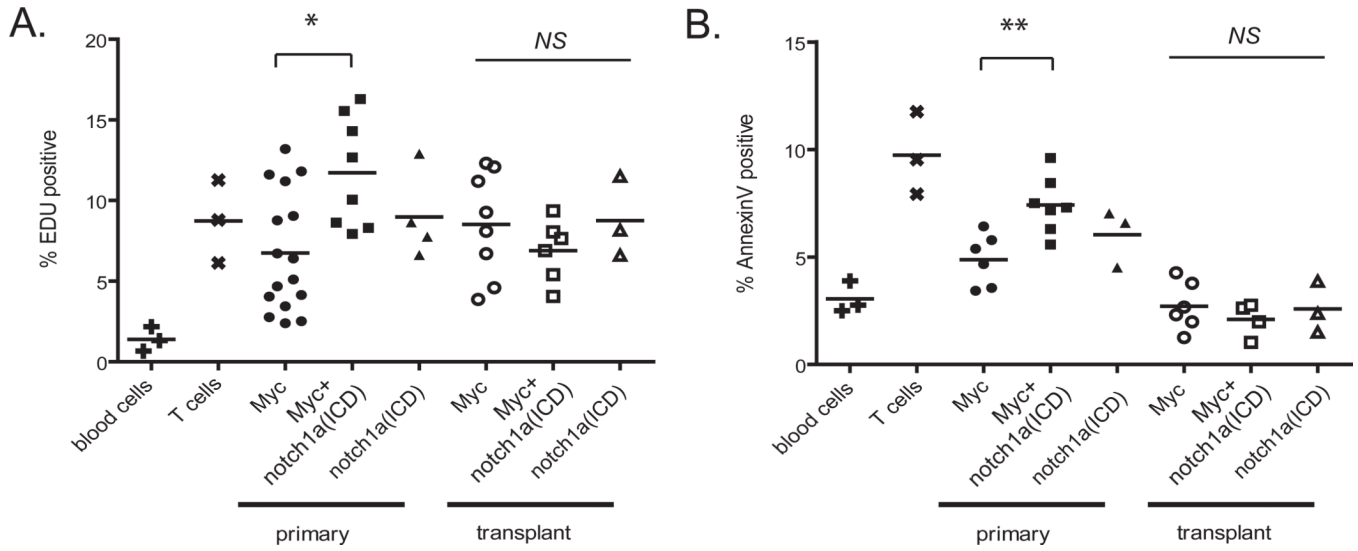 A.
% EDU positive
20
15
10
5
0
*
NS
blood cells
T cells
Myc
Myc+
notch1a(ICD)
notch1a(ICD)
Myc
Myc+
notch1a(ICD)
notch1a(ICD)
primary
transplant
B.
% AnnexinV positive
15
10
5
0
**
NS
blood cells
T cells
Myc
Myc+
notch1a(ICD)
notch1a(ICD)
Myc
Myc+
notch1a(ICD)
notch1a(ICD)
primary
transplant